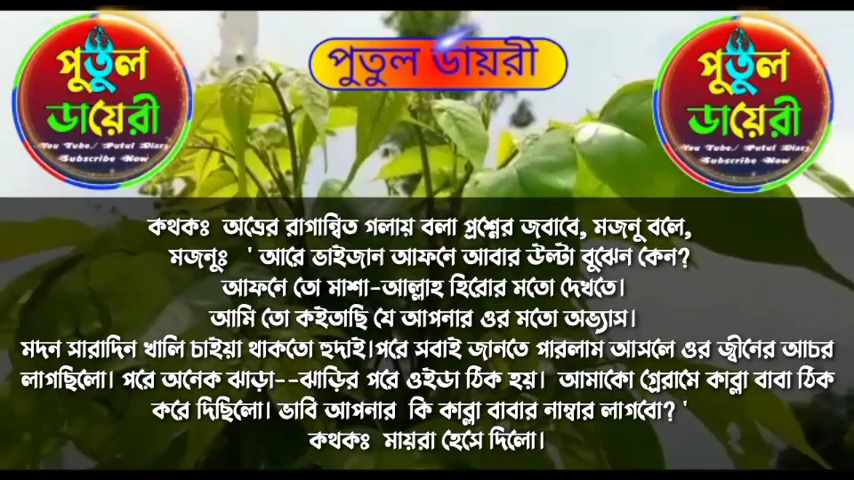 পুতুল
ডায়েরী
You Tube./ Putul Diary
Subscribe Now
পুতুল ডায়রী
পুতুল
ডায়েরী
You Tube./ Putul Diary
Subscribe Now
কথকঃ অভ্রের রাগান্বিত গলায় বলা প্রশ্নের জবাবে, মজনু বলে,
মজনুঃ ' আরে ভাইজান আফনে আবার উল্টা বুঝেন কেন?
আফনে তো মাশা-আল্লাহ হিরোর মতো দেখতে।
আমি তো কইতাছি যে আপনার ওর মতো অভ্যাস।
মদন সারাদিন খালি চাইয়া থাকতো হুদাই।পরে সবাই জানতে পারলাম আসলে ওর জ্বীনের আচর
লাগছিলো। পরে অনেক ঝাড়া--ঝাড়ির পরে ওইডা ঠিক হয়। আমাকো গ্রেরামে কাব্লা বাবা ঠিক
করে দিছিলো। ভাবি আপনার কি কাব্লা বাবার নাম্বার লাগবো? '
কথকঃ মায়রা হেসে দিলো।